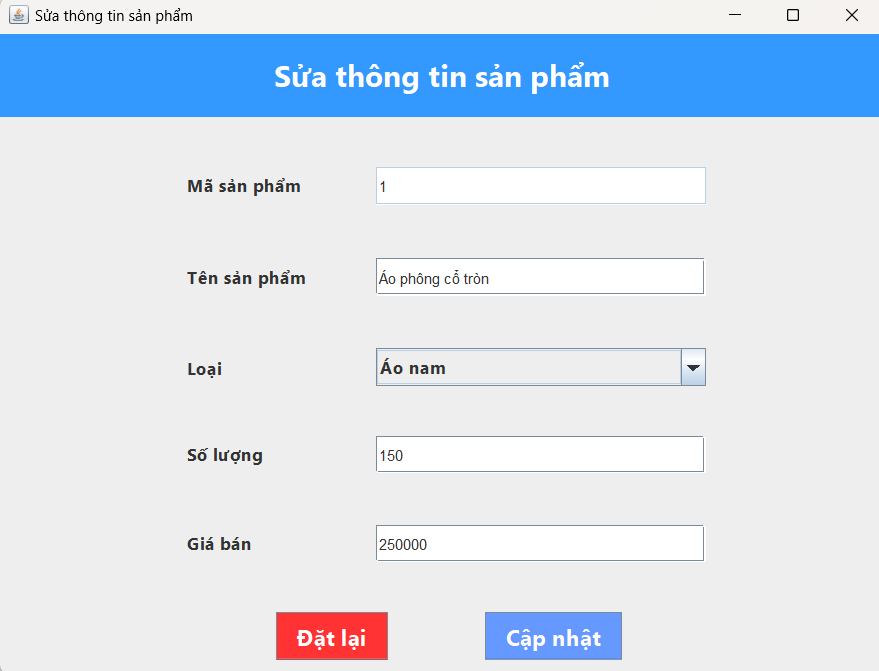 Sửa thông tin sản phẩm
Sửa thông tin sản phẩm
Mã sản phẩm 1
Tên sản phẩm Áo phông cổ tròn
Loại Áo nam
Số lượng 150
Giá bán 250000
Đặt lại Cập nhật